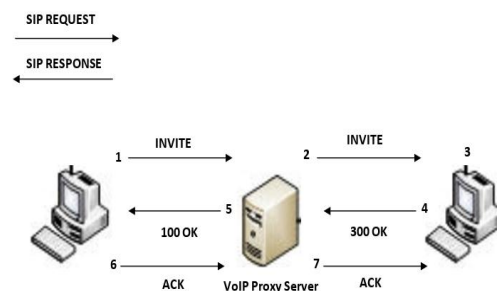 SIP REQUEST
SIP RESPONSE
1 INVITE 2 INVITE 3
5 4
100 OK 300 OK
6 7
ACK VoIP Proxy Server ACK